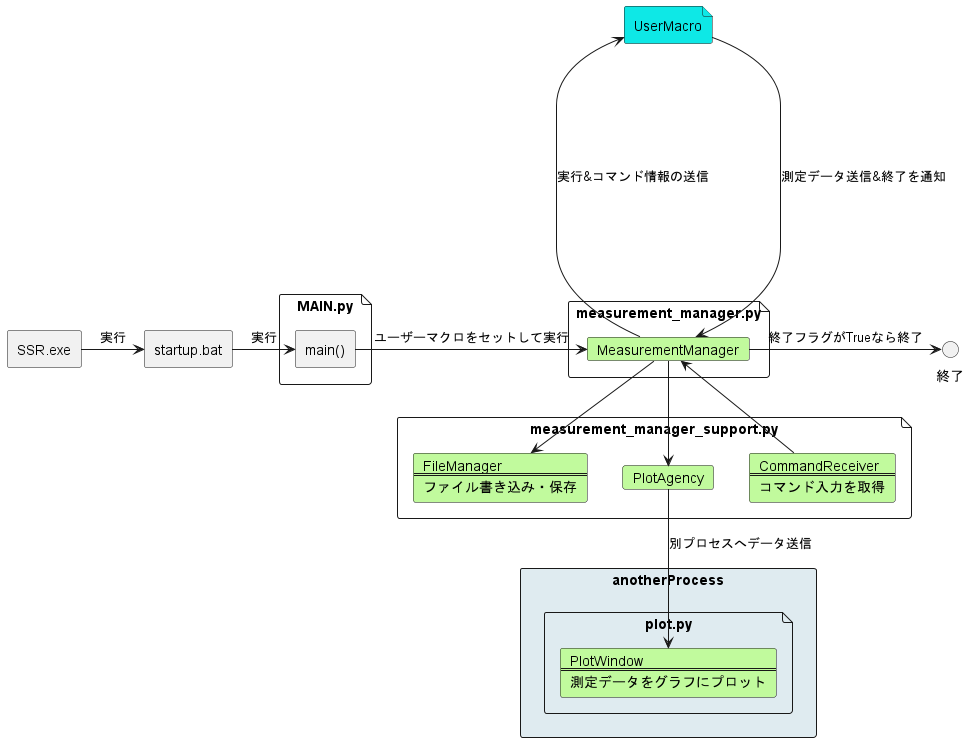 UserMacro
実行&コマンド情報の送信
測定データ送信&終了を通知
MAIN.py
measurement_manager.py
SSR.exe
実行
startup.bat
実行
main()
ユーザーマクロをセットして実行
MeasurementManager
終了フラグがTrueなら終了
終了
measurement_manager_support.py
FileManager
ファイル書き込み・保存
PlotAgency
CommandReceiver
コマンド入力を取得
別プロセスへデータ送信
anotherProcess
plot.py
PlotWindow
測定データをグラフにプロット